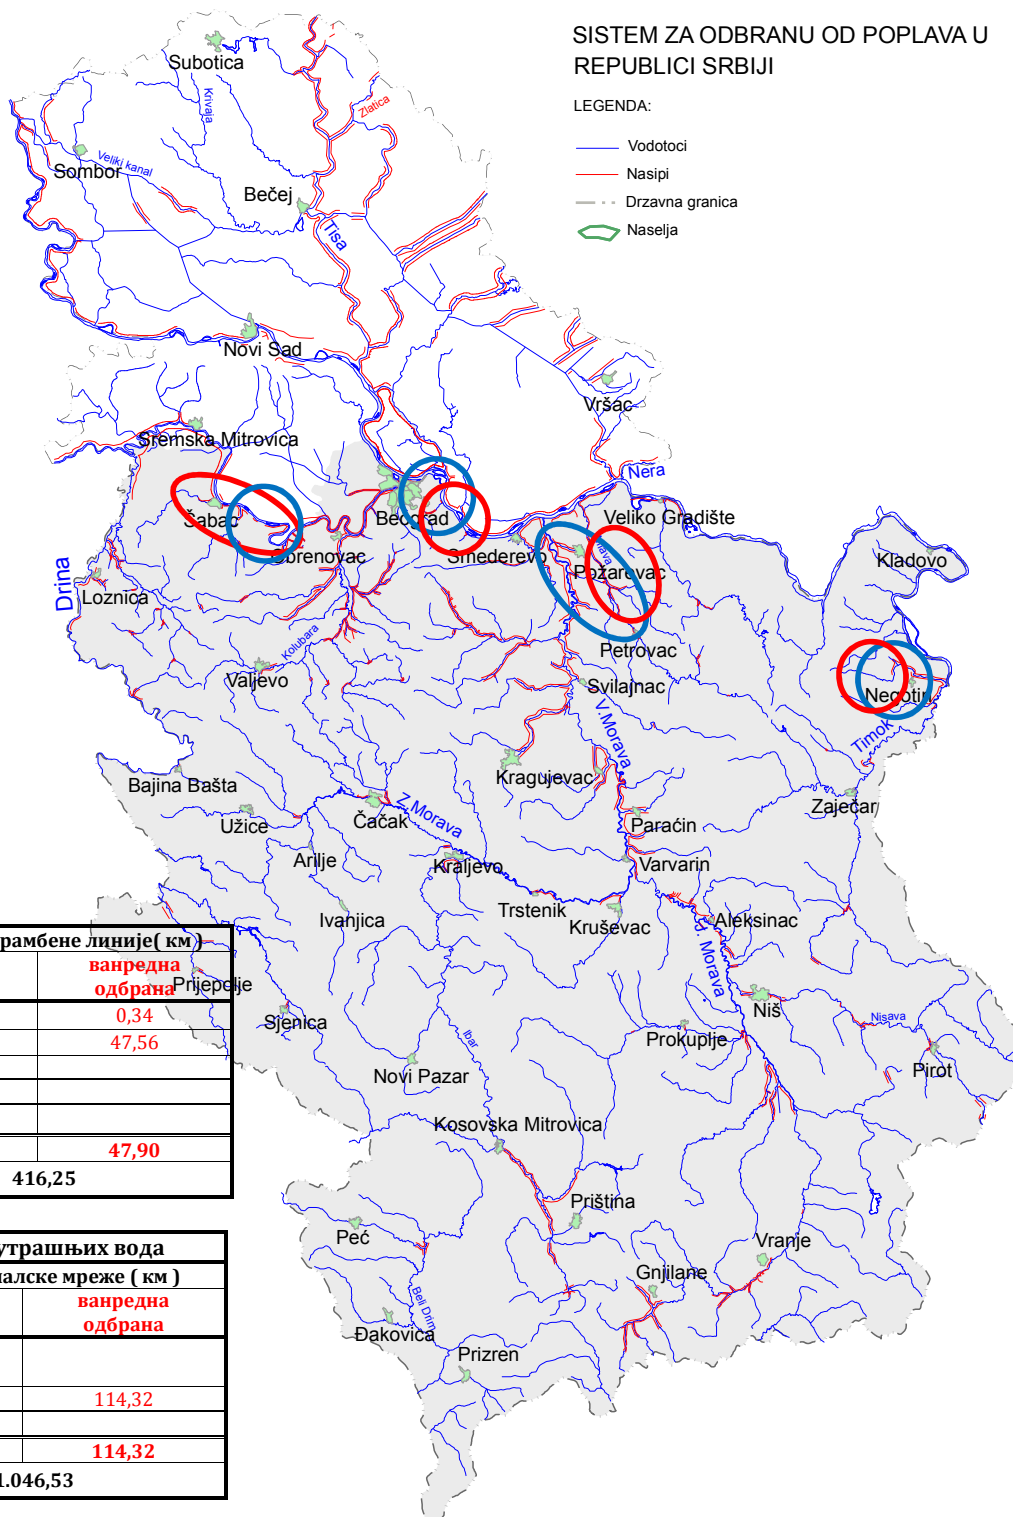 SISTEM ZA ODBRANU OD POPLAVA U
REPUBLICI SRBIJI
LEGENDA:
Vodotoci
Nasipi
Drzavna granica
Naselja
Subotica
Krivaja
Zlatica
Sombor
Veliki kanal
Bečej
Tisa
Novi Sad
Vršac
Sremska Mitrovica
Nera
Šabac
Beograd
Veliko Gradište
Obrenovac
Smederevo
Kladovo
Požarevac
Drina
Loznica
Kolubara
Petrovac
Valjevo
Svilajnac
Negotin
V.Morava
Timok
Bajina Bašta
Kragujevac
Zaječar
Užice
Čačak
Z.Morava
Paraćin
Arilje
Kraljevo
Varvarin
Ivanjica
Trstenik
Kruševac
Aleksinac
J. Morava
Prijepolje
Sjenica
Niš
Nisava
Ibar
Prokuplje
Pirot
Novi Pazar
Kosovska Mitrovica
Priština
Peć
Vranje
Gnjilane
Beli Drim
Đakovica
Prizren
рамбене линије( км )
ванредна
одбрана
0,34
47,56
47,90
416,25
утрашњих вода
налске мреже ( км )
ванредна
одбрана
114,32
114,32
1.046,53